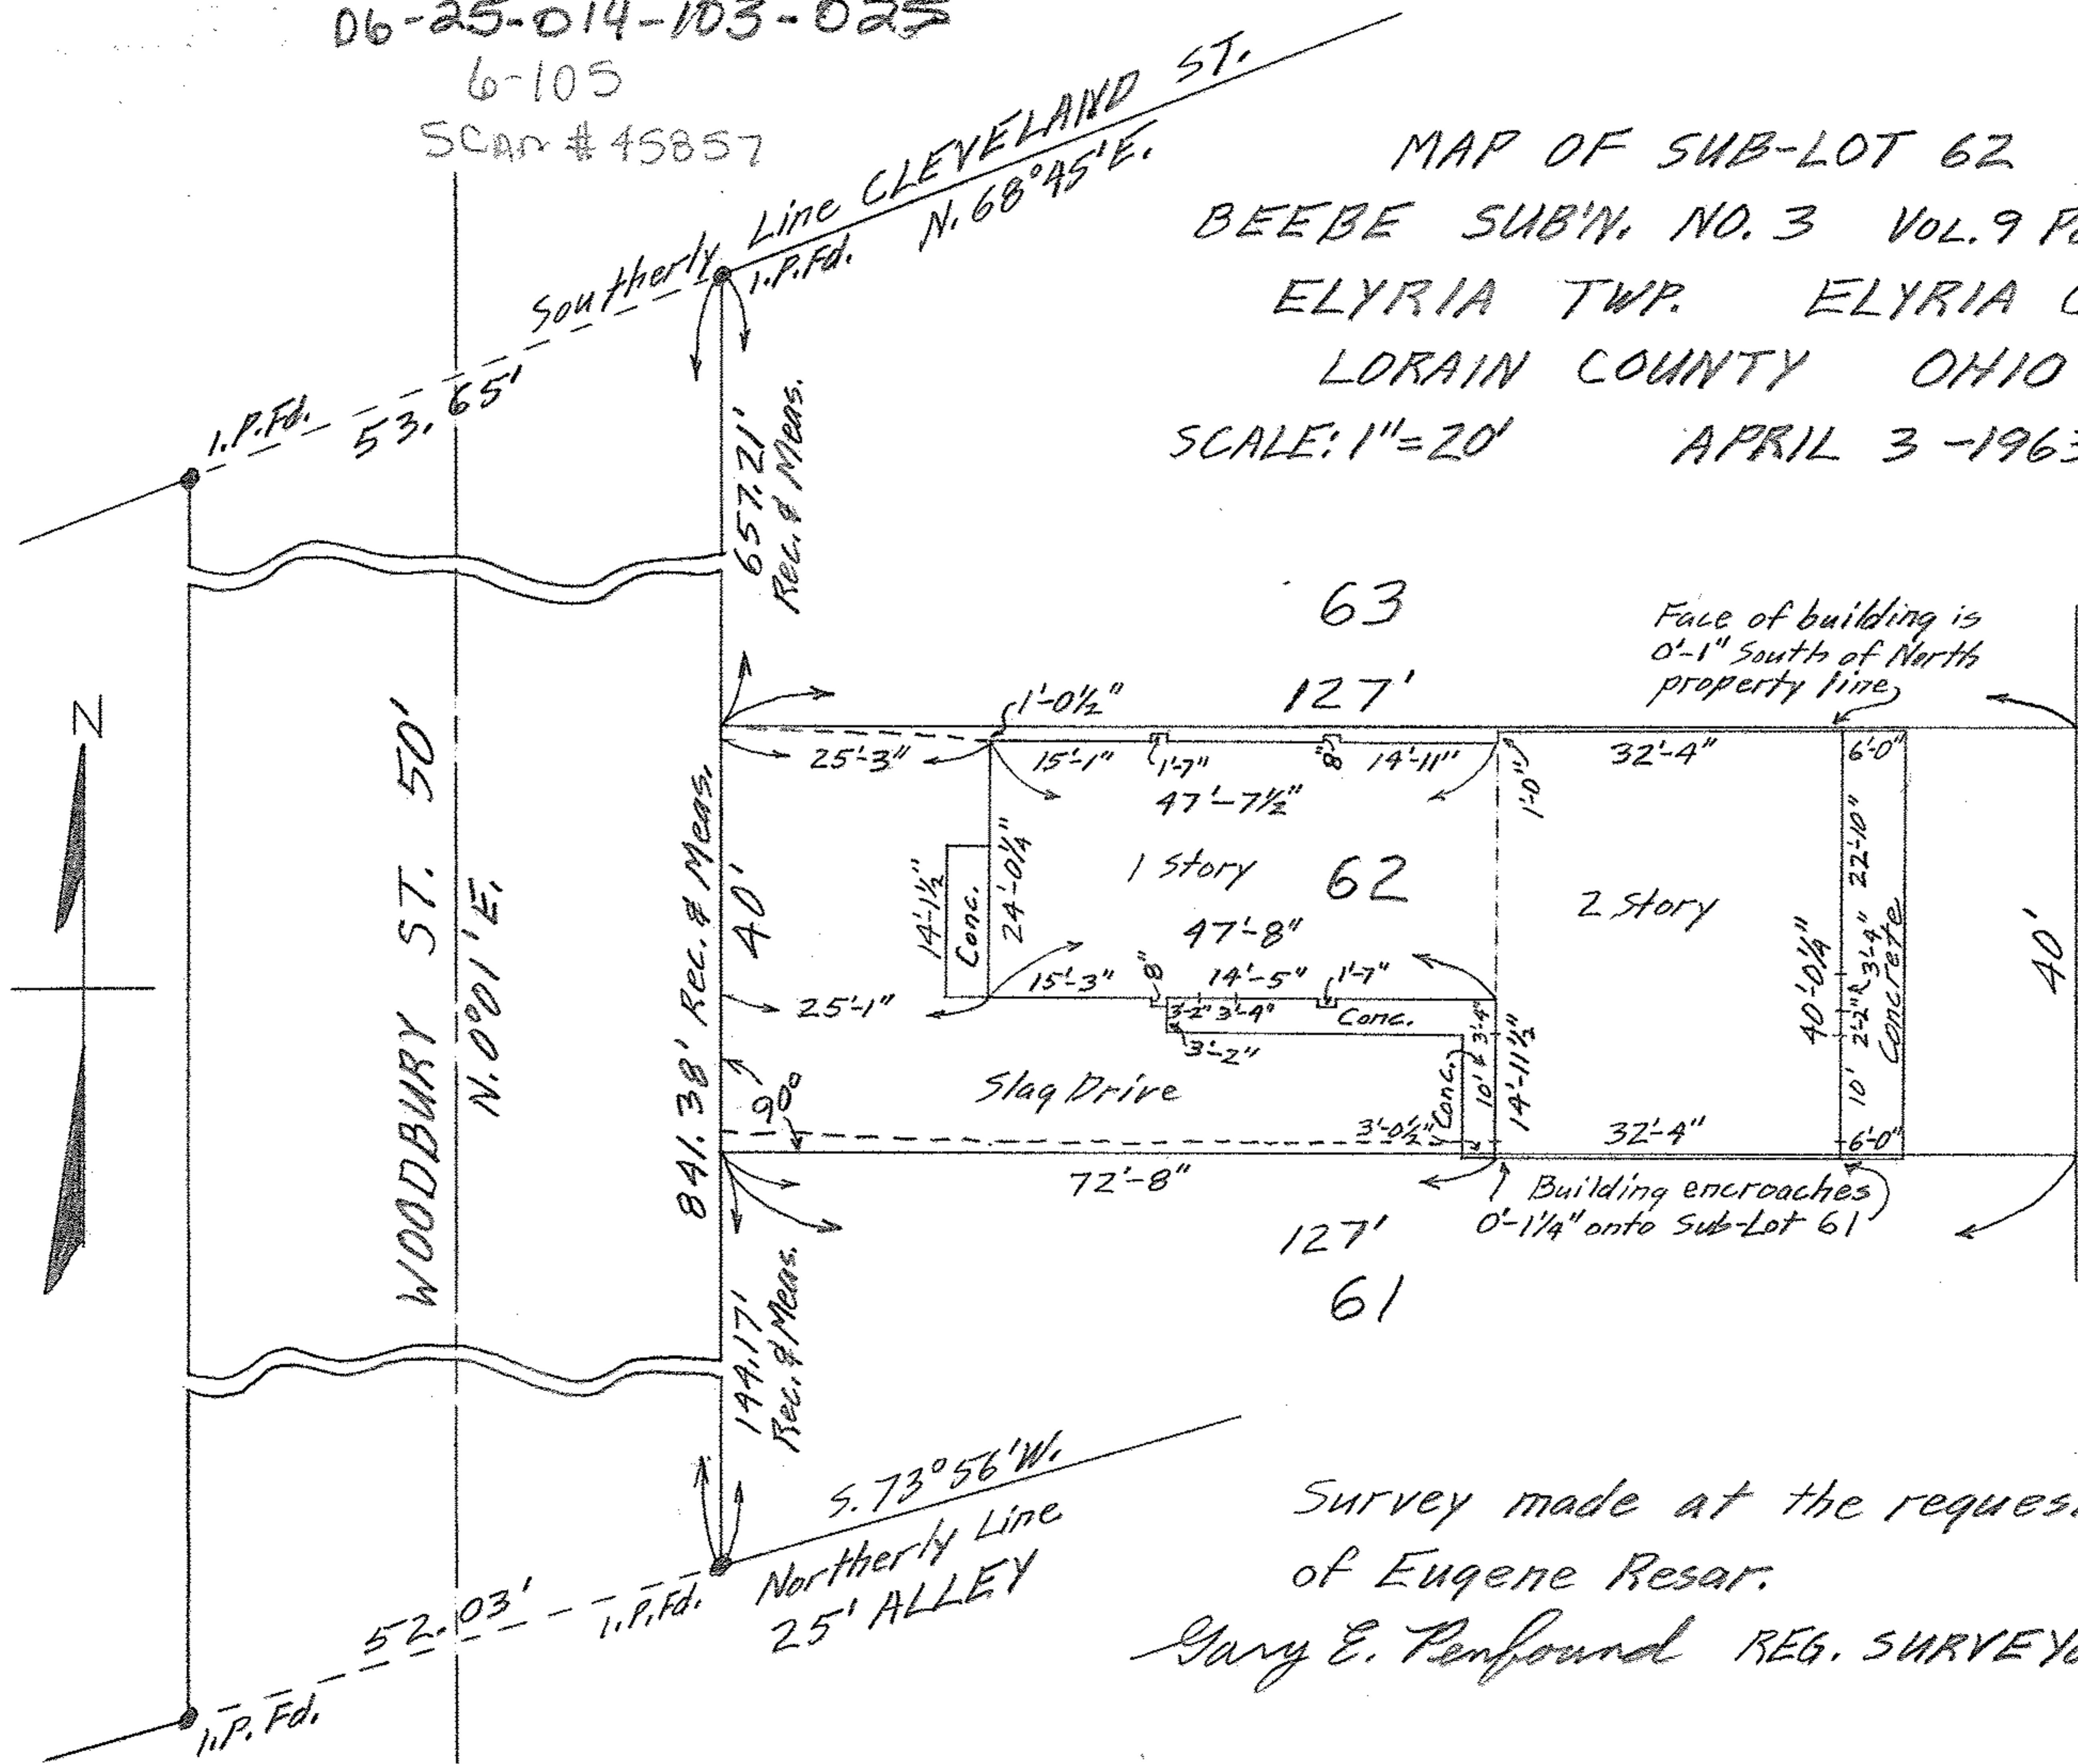 06-25-014-103-025
6-105
SCAN # 45857
MAP OF SUB-LOT 62
BEEBE SUB'N. NO. 3 VOL. 9
ELYRIA TWP. ELYRIA
LORAIN COUNTY OHIO
SCALE: 1"=20' APRIL 3-1963
Southerly Line CLEVELAND ST.
N. 68°45'E.
I.P.Fd.
I.P.Fd.
53.65'
657.21'
Rec. & Meas.
63
127'
Face of building is
0'-1" South of North
property line
1'-0½"
25'-3"
15'-1"
1'-7"
8"
14'-11"
47'-7½"
1'-0"
32'-4"
6'-0"
N
WOODBURY ST. 50'
N. 0°01'E.
841.38' Rec. & Meas.
40'
14'-1½"
Conc.
24'-0¼"
1 Story
62
2 Story
47'-8"
22'-10"
3'-4"
2'-2"
10'
Concrete
40'-0¼"
40'
25'-1"
15'-3"
8"
14'-5"
1'-7"
3'-2" 3'-4"
Conc.
3'-2"
3'-4"
10'
Conc.
14'-11½"
Slag Drive
3'-0½"
32'-4"
6'-0"
72'-8"
Building encroaches
0'-1¼" onto Sub-Lot 61
127'
61
144.17'
Rec. & Meas.
S. 73°56'W.
Northerly Line
25' ALLEY
I.P.Fd.
52.03'
I.P.Fd.
Survey made at the
of Eugene Resar.
Gary E. Penfound REG.